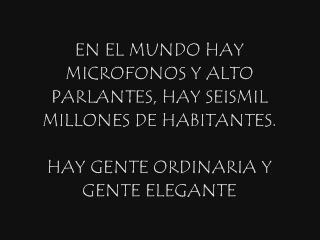 EN EL MUNDO HAY
MICROFONOS Y ALTO
PARLANTES, HAY SEISMIL
MILLONES DE HABITANTES.
HAY GENTE ORDINARIA Y
GENTE ELEGANTE